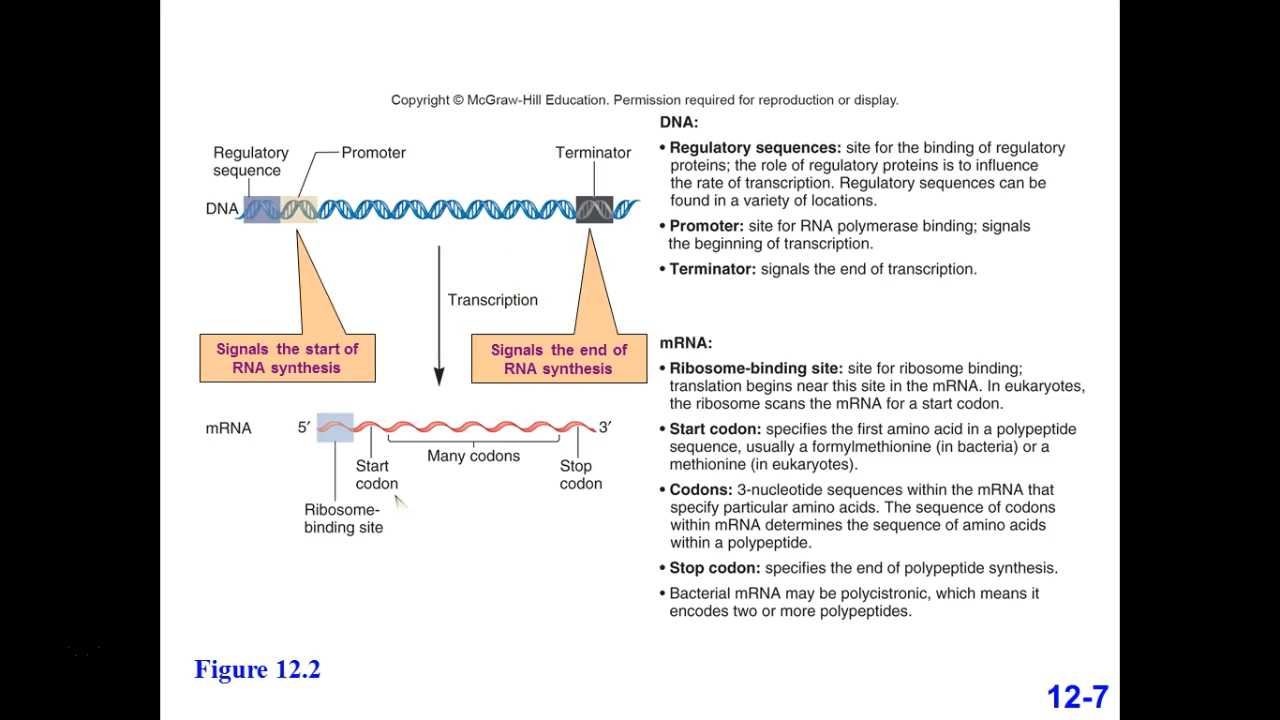 Copyright © McGraw-Hill Education. Permission required for reproduction or display.
Regulatory
sequence
Promoter
Terminator
DNA
Transcription
Signals the start of
RNA synthesis
Signals the end of
RNA synthesis
mRNA
5′
3′
Start
codon
Many codons
Stop
codon
Ribosome-
binding site
DNA:
• Regulatory sequences: site for the binding of regulatory
proteins; the role of regulatory proteins is to influence
the rate of transcription. Regulatory sequences can be
found in a variety of locations.
• Promoter: site for RNA polymerase binding; signals
the beginning of transcription.
• Terminator: signals the end of transcription.
mRNA:
• Ribosome-binding site: site for ribosome binding;
translation begins near this site in the mRNA. In eukaryotes,
the ribosome scans the mRNA for a start codon.
• Start codon: specifies the first amino acid in a polypeptide
sequence, usually a formylmethionine (in bacteria) or a
methionine (in eukaryotes).
• Codons: 3-nucleotide sequences within the mRNA that
specify particular amino acids. The sequence of codons
within mRNA determines the sequence of amino acids
within a polypeptide.
• Stop codon: specifies the end of polypeptide synthesis.
• Bacterial mRNA may be polycistronic, which means it
encodes two or more polypeptides.
Figure 12.2
12-7